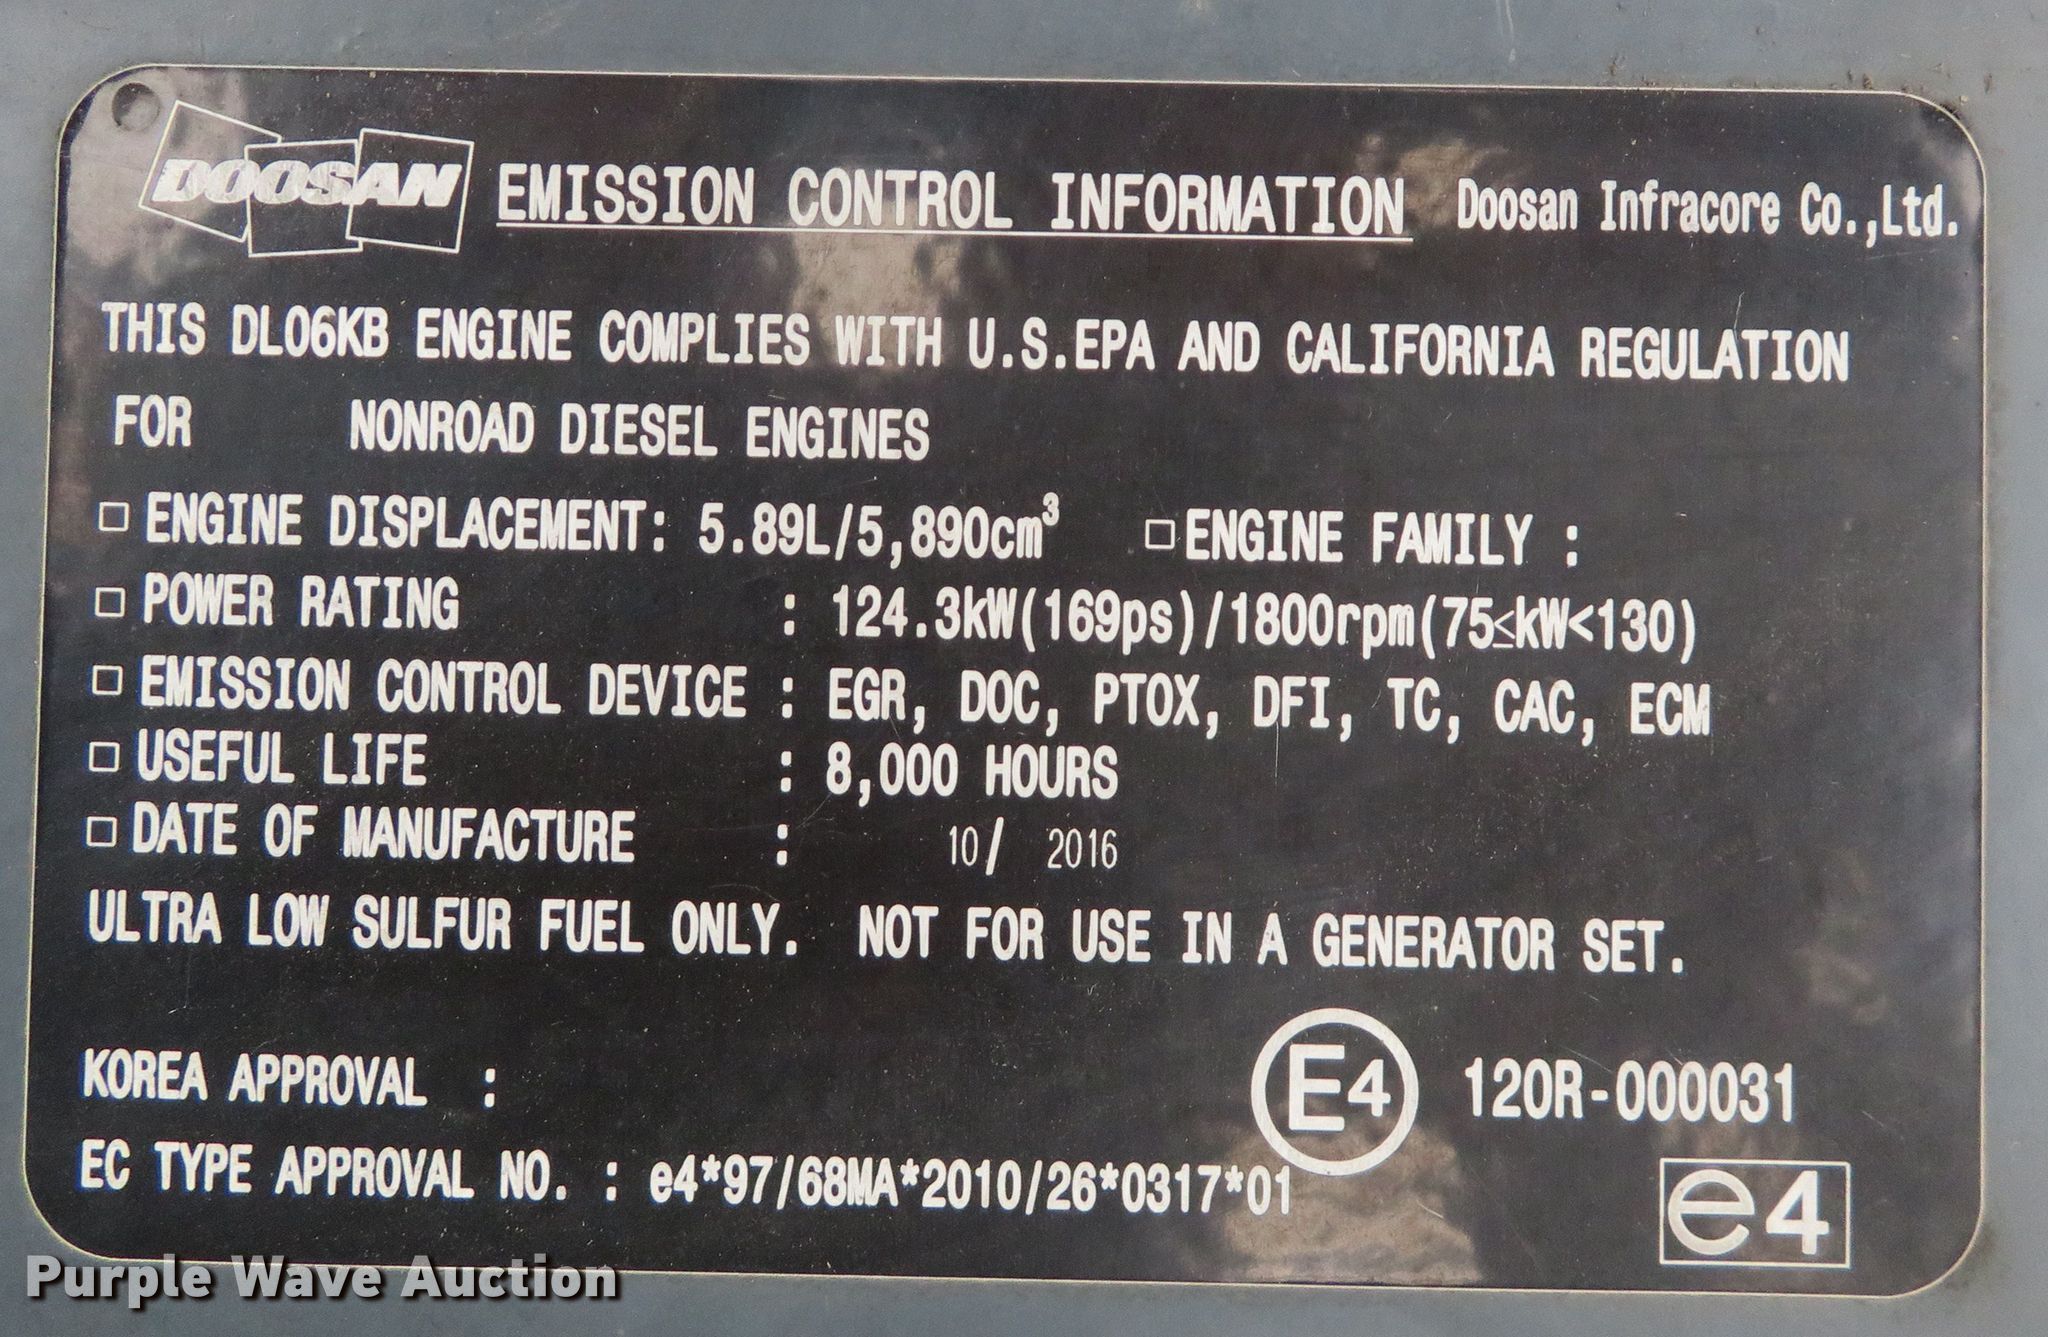 DOOSAN EMISSION CONTROL INFORMATION Doosan Infracore Co.,Ltd.
THIS DL06KB ENGINE COMPLIES WITH U.S.EPA AND CALIFORNIA REGULATION
FOR NONROAD DIESEL ENGINES
□ ENGINE DISPLACEMENT: 5.89L/5,890cm³ □ ENGINE FAMILY :
□ POWER RATING : 124.3kW(169ps)/1800rpm(75≤kW<130)
□ EMISSION CONTROL DEVICE : EGR, DOC, PTOX, DFI, TC, CAC, ECM
□ USEFUL LIFE : 8,000 HOURS
□ DATE OF MANUFACTURE : 10/ 2016
ULTRA LOW SULFUR FUEL ONLY. NOT FOR USE IN A GENERATOR SET.
KOREA APPROVAL : E4 120R-000031
EC TYPE APPROVAL NO. : e4*97/68MA*2010/26*0317*01
e4
Purple Wave Auction